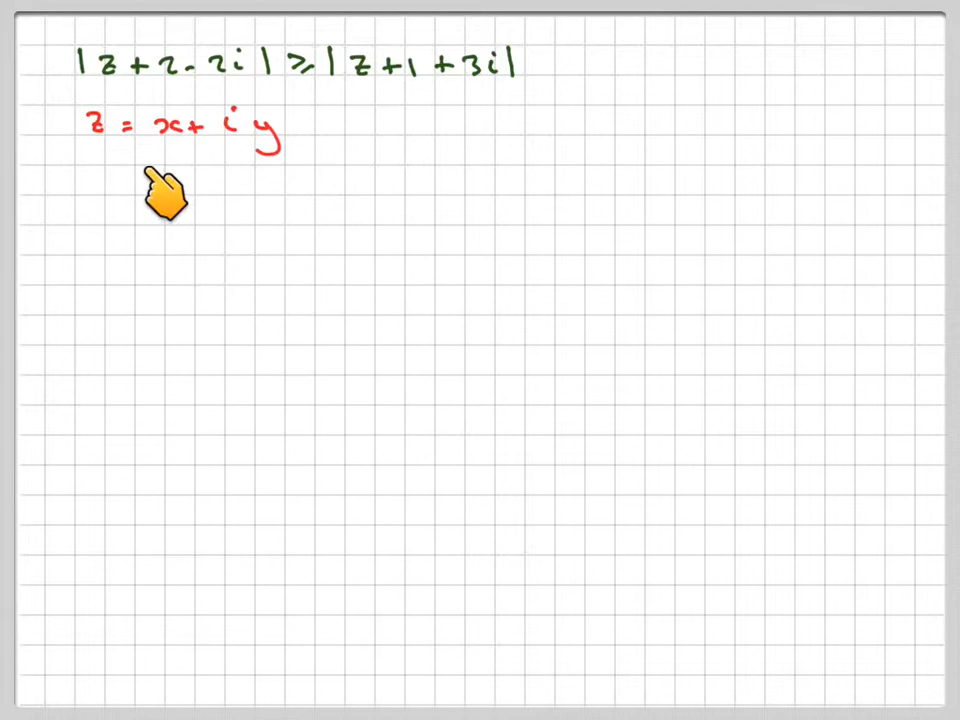 |z+2-2i| ⩾ |z+1+3i|
z = x + iy